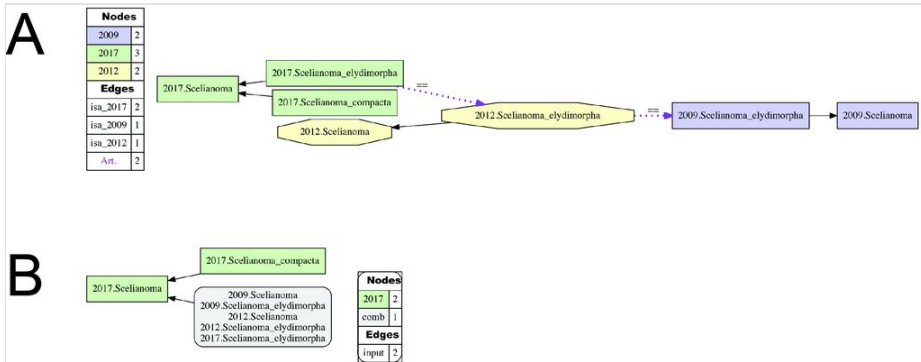 A
Nodes
2009 2
2017 3
2012 2
Edges
isa_2017 2
isa_2009 1
isa_2012 1
Art. 2
2017.Scelianoma
2017.Scelianoma_elydimorpha
2017.Scelianoma_compacta
2012.Scelianoma
==
2012.Scelianoma_elydimorpha
==
2009.Scelianoma_elydimorpha
2009.Scelianoma
B
2017.Scelianoma
2017.Scelianoma_compacta
2009.Scelianoma
2009.Scelianoma_elydimorpha
2012.Scelianoma
2012.Scelianoma_elydimorpha
2017.Scelianoma_elydimorpha
Nodes
2017 2
comb 1
Edges
input 2